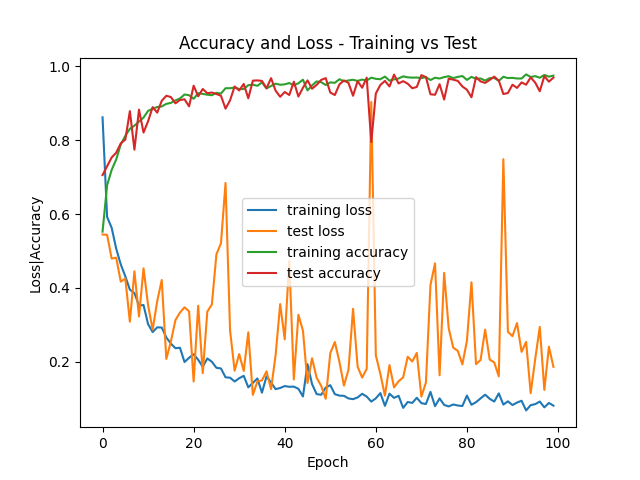 Accuracy and Loss - Training vs Test
Loss|Accuracy
1.0
0.8
0.6
0.4
0.2
training loss
test loss
training accuracy
test accuracy
0
20
40
60
80
100
Epoch